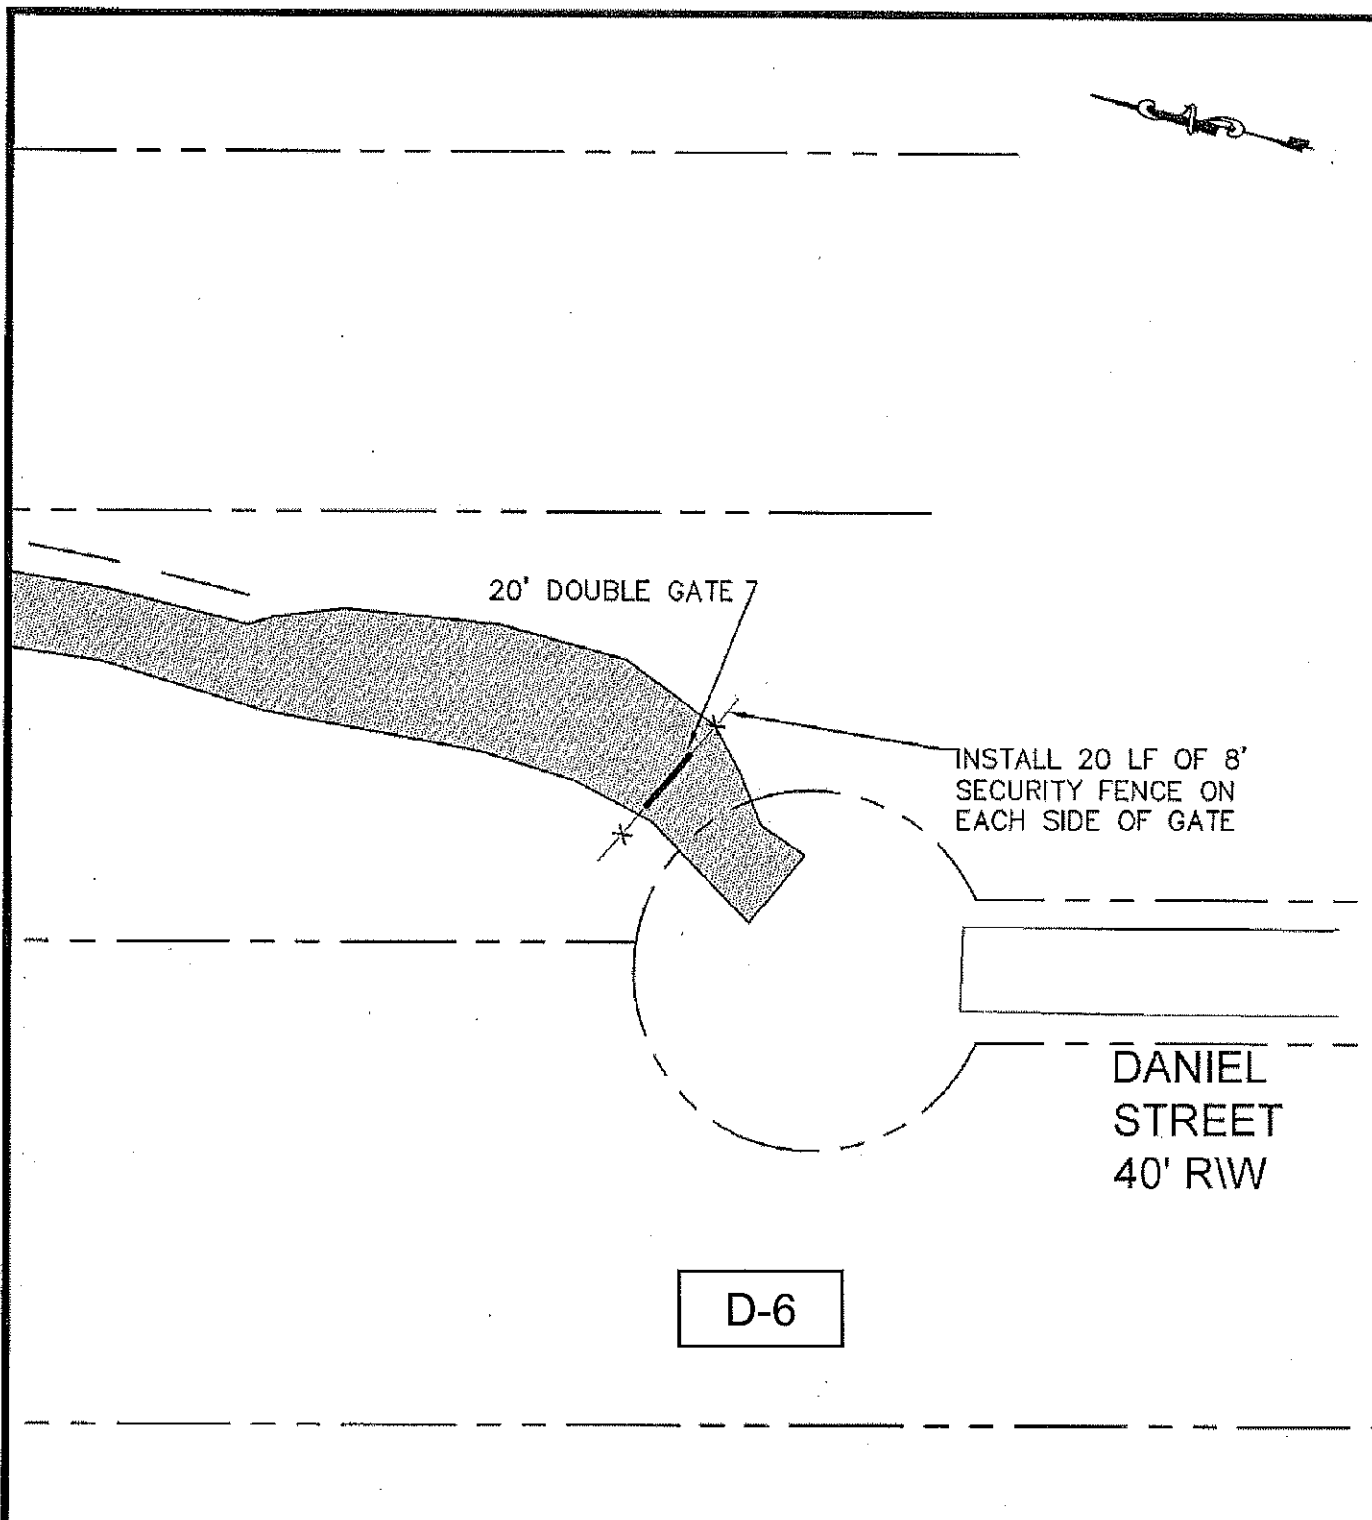 20' DOUBLE GATE
INSTALL 20 LF OF 8'
SECURITY FENCE ON
EACH SIDE OF GATE
DANIEL
STREET
40' R\W
D-6